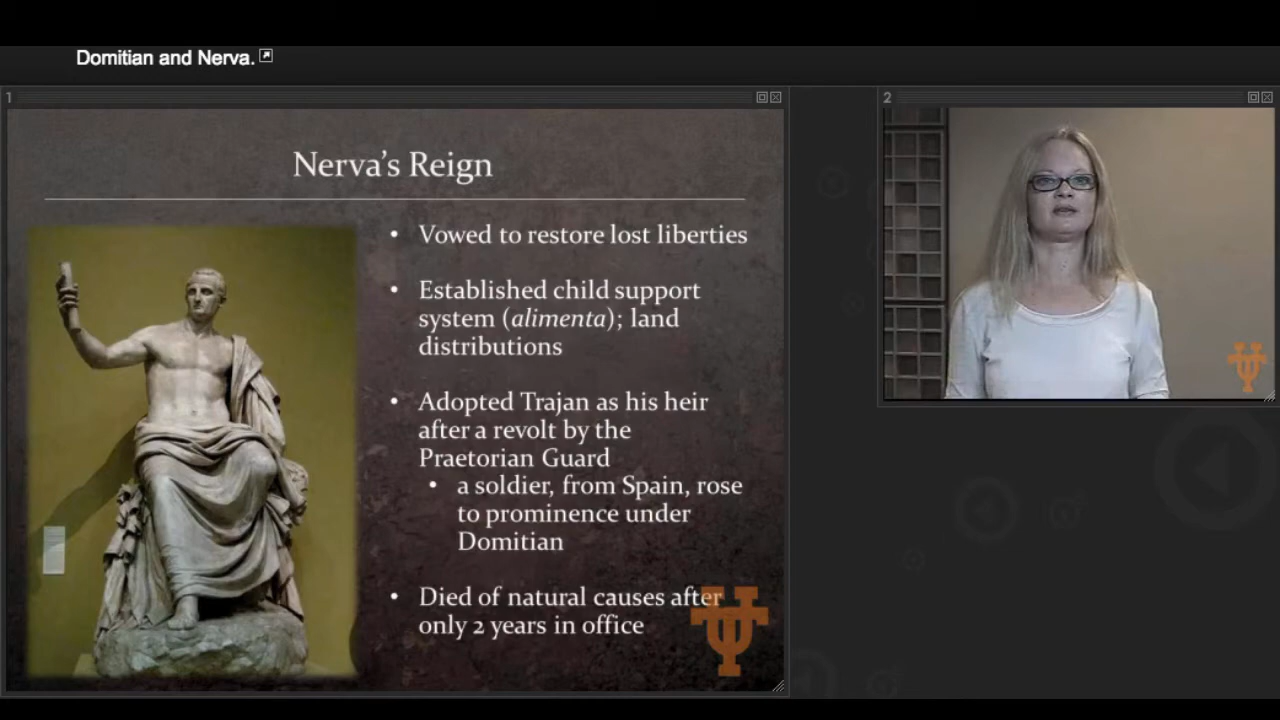 Domitian and Nerva.
1
2
Nerva's Reign
• Vowed to restore lost liberties
• Established child support
system (alimenta); land
distributions
• Adopted Trajan as his heir
after a revolt by the
Praetorian Guard
• a soldier, from Spain, rose
to prominence under
Domitian
• Died of natural causes after
only 2 years in office
UT
UT